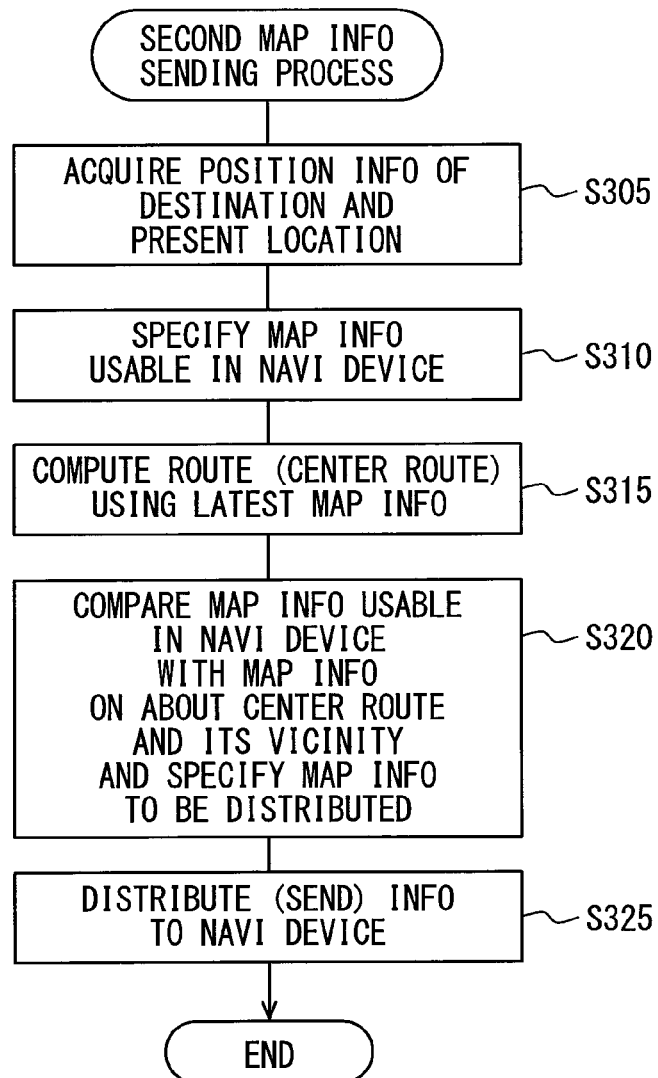 SECOND MAP INFO
SENDING PROCESS
ACQUIRE POSITION INFO OF
DESTINATION AND
PRESENT LOCATION
S305
SPECIFY MAP INFO
USABLE IN NAVI DEVICE
S310
COMPUTE ROUTE (CENTER ROUTE)
USING LATEST MAP INFO
S315
COMPARE MAP INFO USABLE
IN NAVI DEVICE
WITH MAP INFO
ON ABOUT CENTER ROUTE
AND ITS VICINITY
AND SPECIFY MAP INFO
TO BE DISTRIBUTED
S320
DISTRIBUTE (SEND) INFO
TO NAVI DEVICE
S325
END